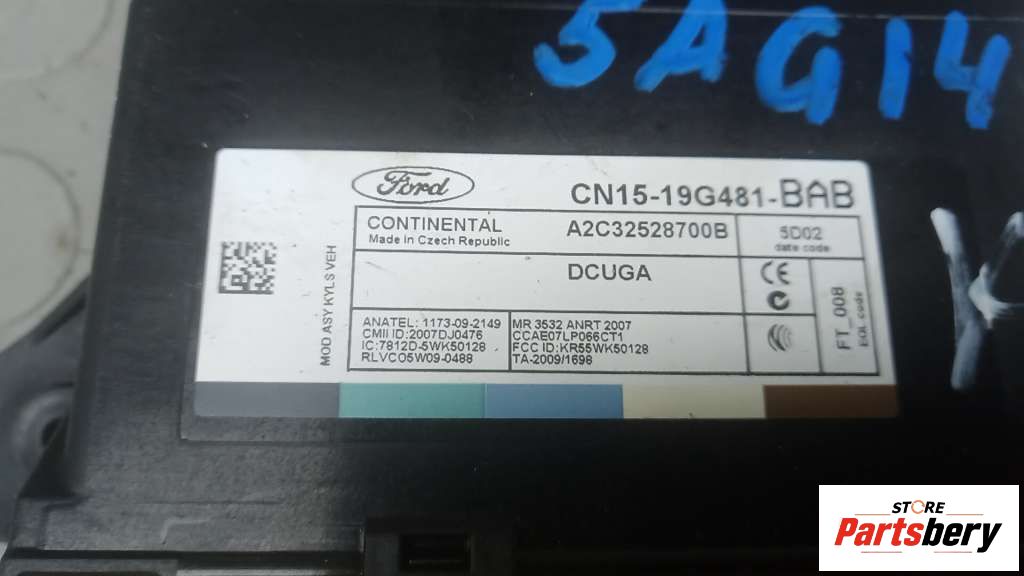 5AG14
Ford
CN15-19G481-BAB
CONTINENTAL
Made in Czech Republic
A2C32528700B
5D02
date code
MOD ASY KYLS VEH
DCUGA
CE
FT_008
EOL-code
ANATEL: 1173-09-2149
CMII ID:2007DJ0476
IC:7812D-5WK50128
RLVCO5W09-0488
MR 3532 ANRT 2007
CCAE07LP066CT1
FCC ID:KR55WK50128
TA-2009/1698
STORE
Partsbery